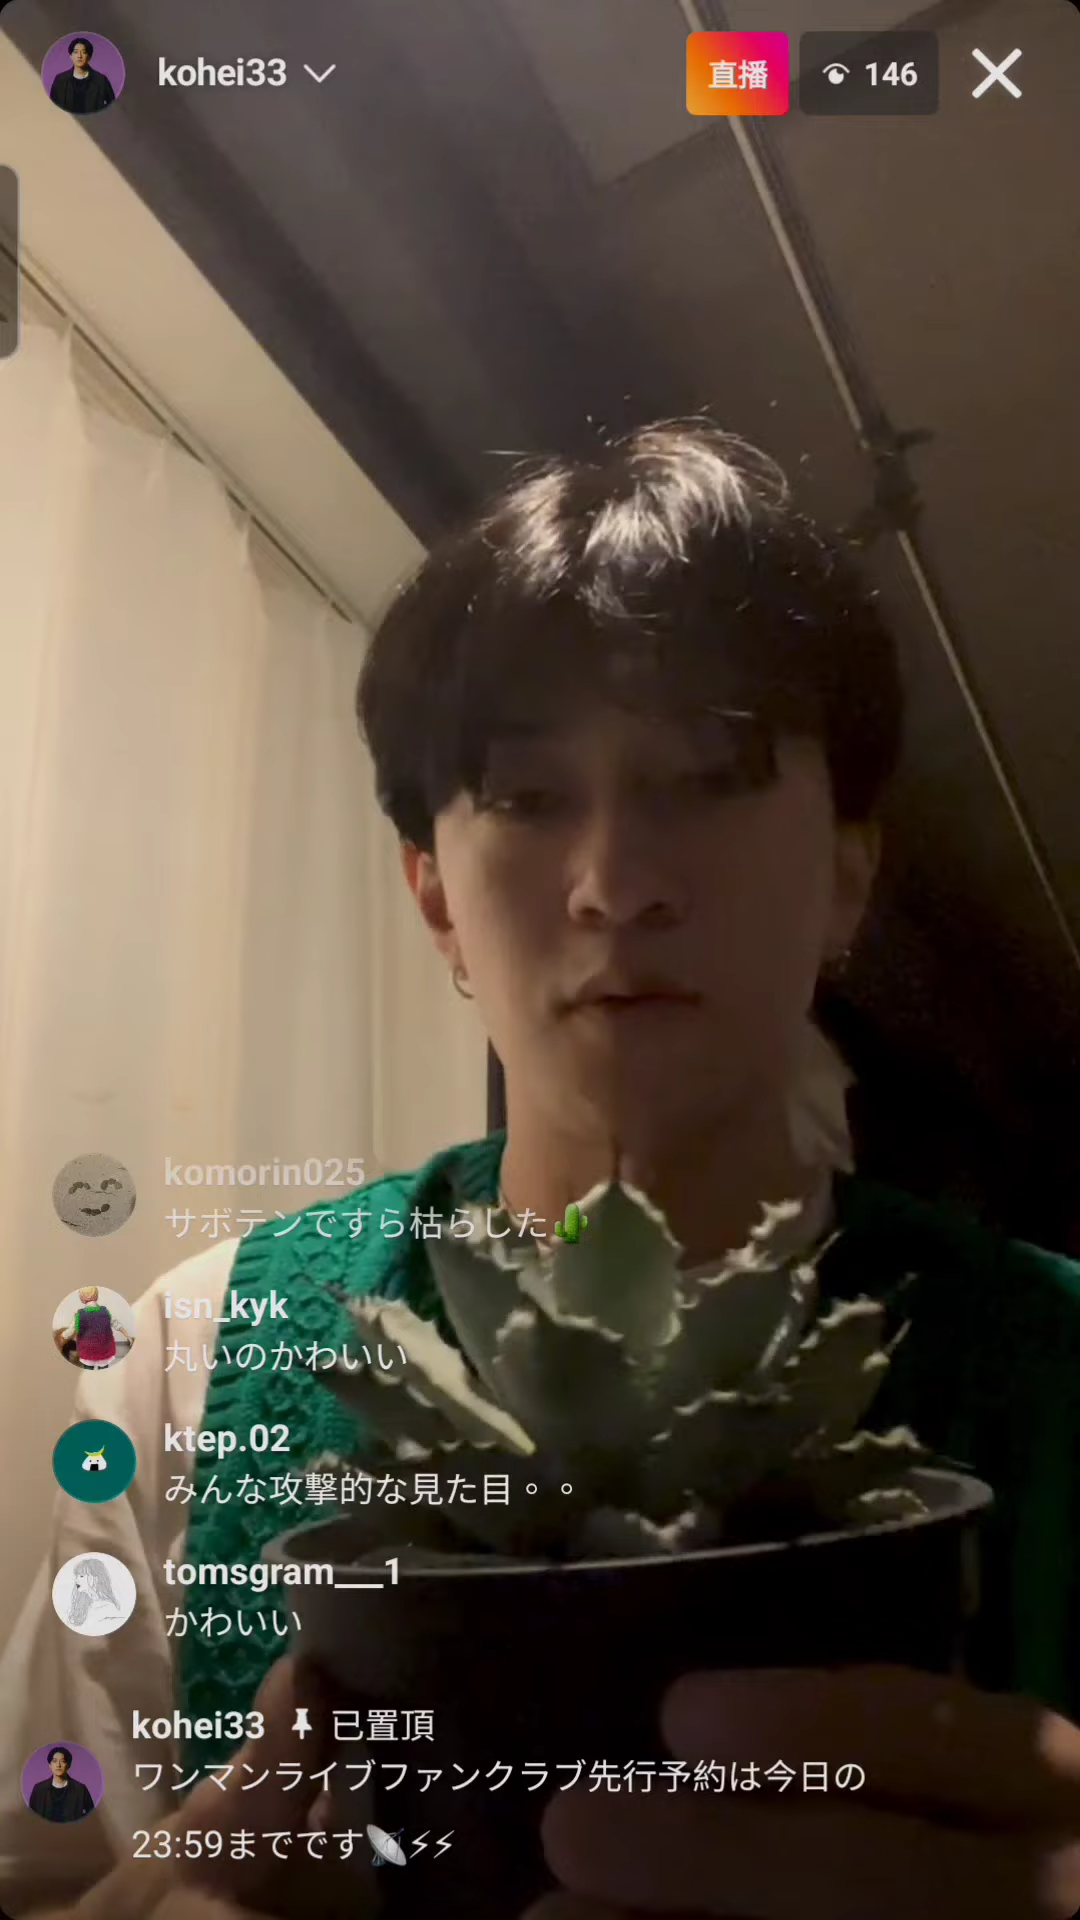 kohei33
直播
146
komorin025
サボテンですら枯らした🌵
isn_kyk
丸いのかわいい
ktep.02
みんな攻撃的な見た目。。
tomsgram___1
かわいい
kohei33 已置頂
ワンマンライブファンクラブ先行予約は今日の
23:59までです📡⚡⚡